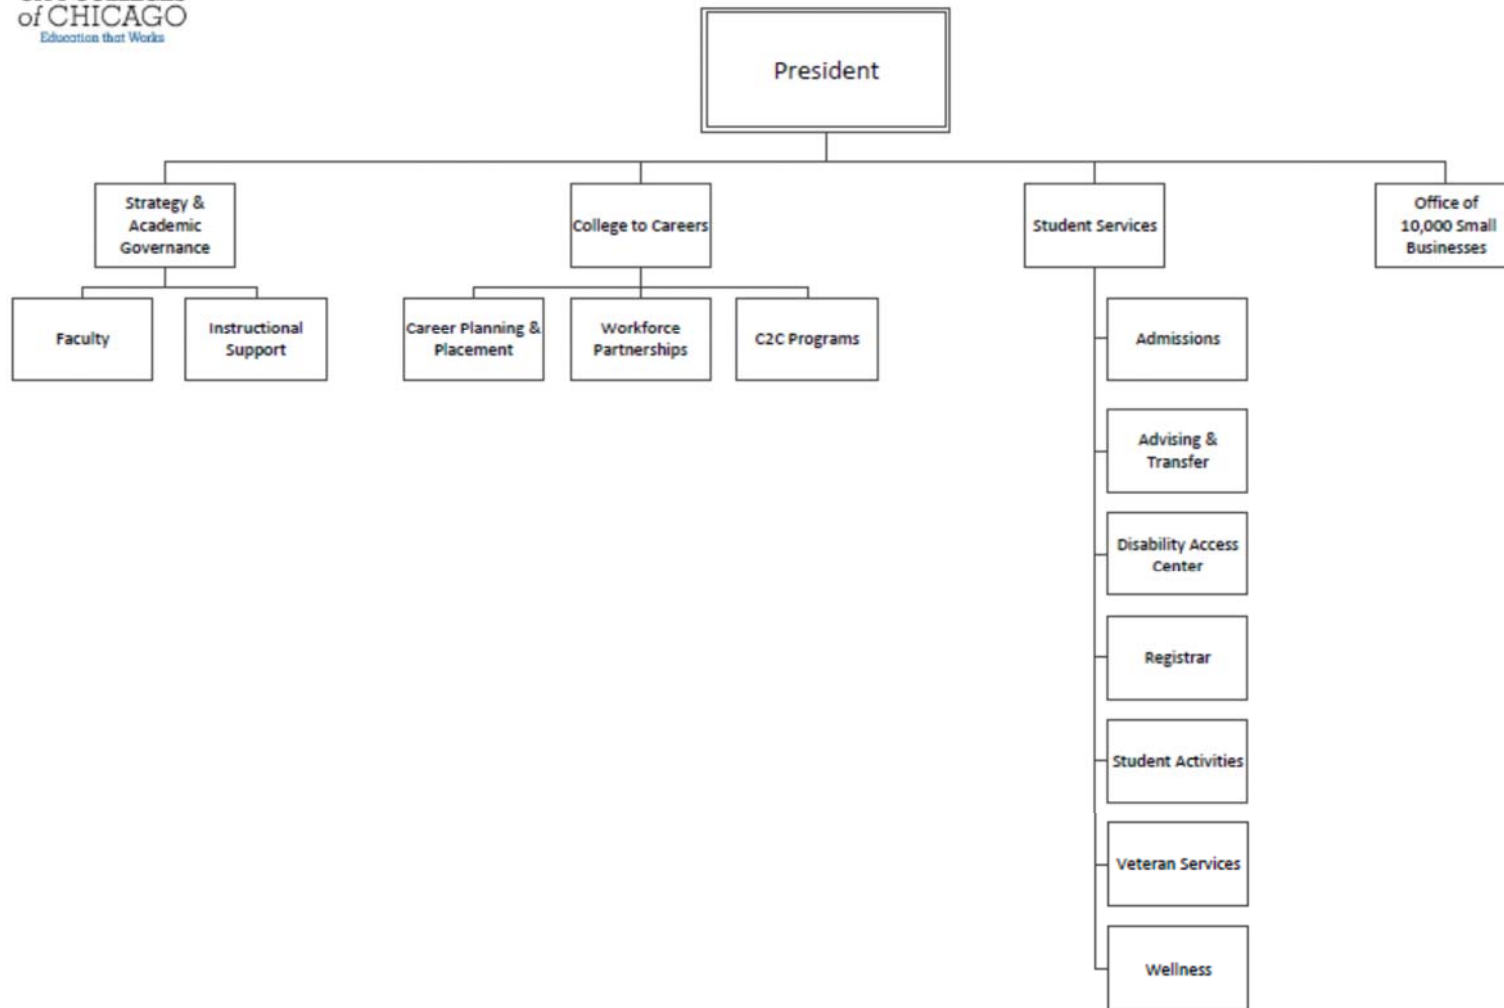 of CHICAGO
Education that Works
President
Strategy &
Academic
Governance
College to Careers
Student Services
Office of
10,000 Small
Businesses
Faculty
Instructional
Support
Career Planning &
Placement
Workforce
Partnerships
C2C Programs
Admissions
Advising &
Transfer
Disability Access
Center
Registrar
Student Activities
Veteran Services
Wellness